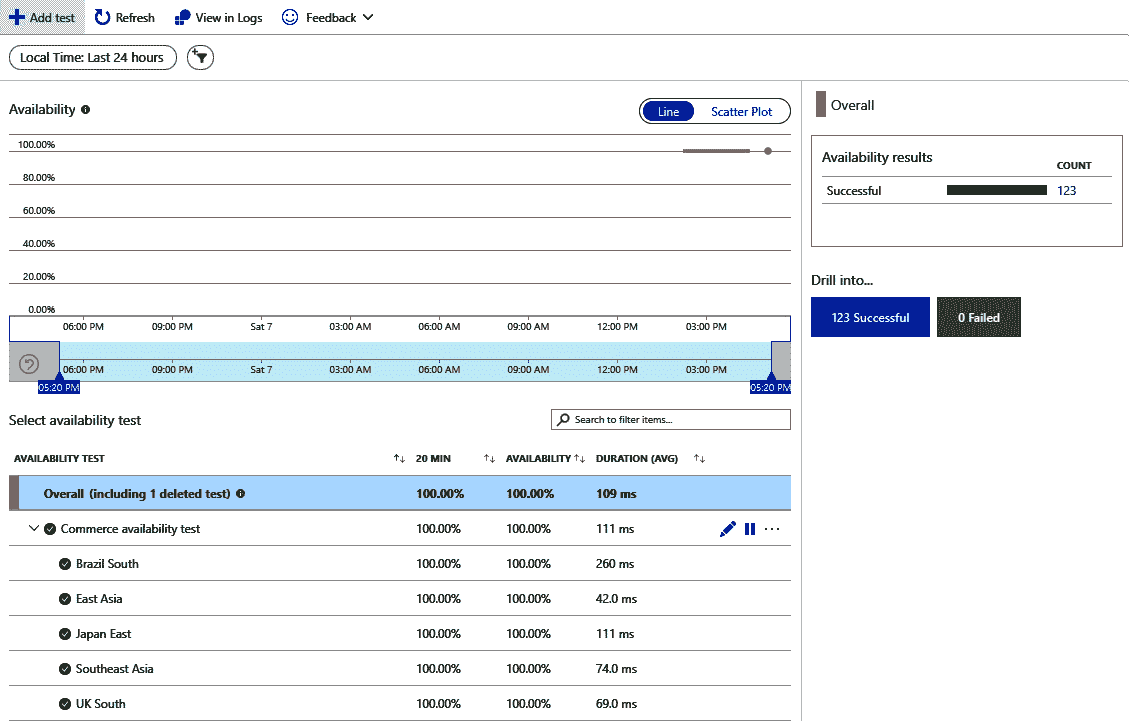 Add test Refresh View in Logs Feedback
Local Time: Last 24 hours
Availability
Line Scatter Plot
100.00%
80.00%
60.00%
40.00%
20.00%
0.00%
06:00 PM 09:00 PM Sat 7 03:00 AM 06:00 AM 09:00 AM 12:00 PM 03:00 PM
06:00 PM 09:00 PM Sat 7 03:00 AM 06:00 AM 09:00 AM 12:00 PM 03:00 PM
05:20 PM 05:20 PM
Select availability test
Search to filter items...
AVAILABILITY TEST 20 MIN AVAILABILITY DURATION (AVG)
Overall (including 1 deleted test) 100.00% 100.00% 109 ms
Commerce availability test 100.00% 100.00% 111 ms
Brazil South 100.00% 100.00% 260 ms
East Asia 100.00% 100.00% 42.0 ms
Japan East 100.00% 100.00% 111 ms
Southeast Asia 100.00% 100.00% 74.0 ms
UK South 100.00% 100.00% 69.0 ms
Overall
Availability results
COUNT
Successful 123
Drill into...
123 Successful 0 Failed